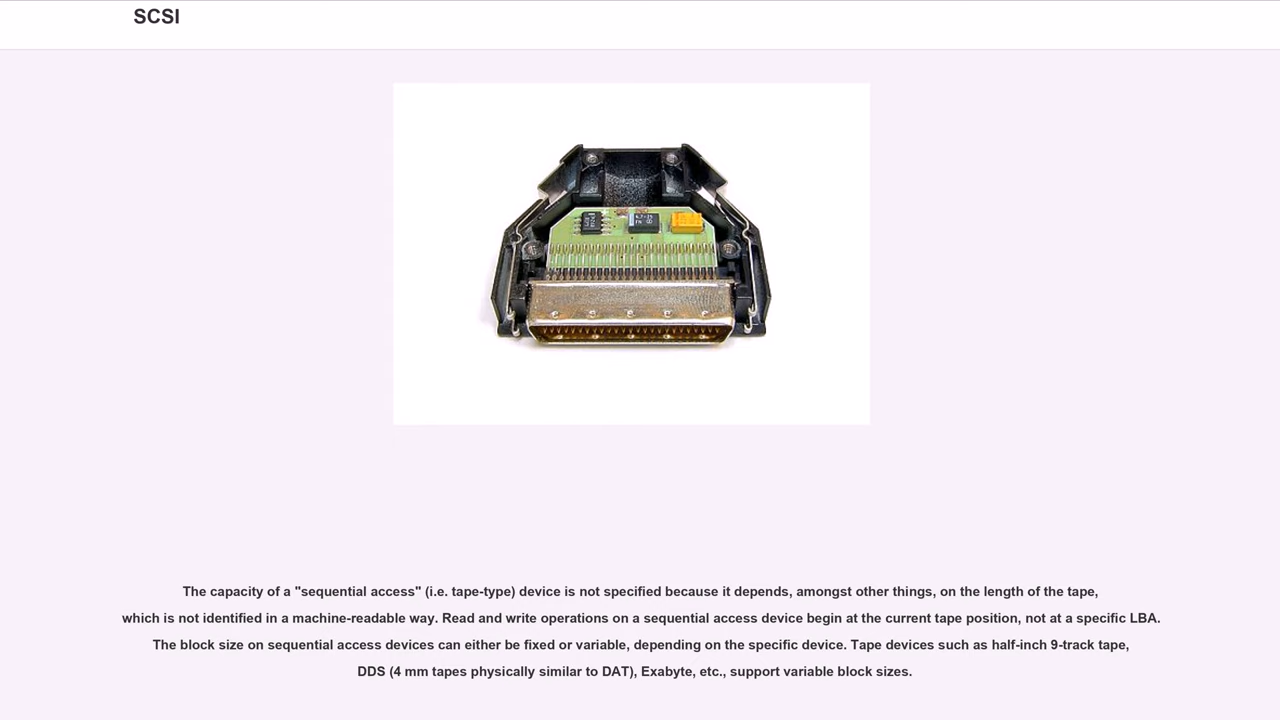 SCSI
The capacity of a "sequential access" (i.e. tape-type) device is not specified because it depends, amongst other things, on the length of the tape,
which is not identified in a machine-readable way. Read and write operations on a sequential access device begin at the current tape position, not at a specific LBA.
The block size on sequential access devices can either be fixed or variable, depending on the specific device. Tape devices such as half-inch 9-track tape,
DDS (4 mm tapes physically similar to DAT), Exabyte, etc., support variable block sizes.